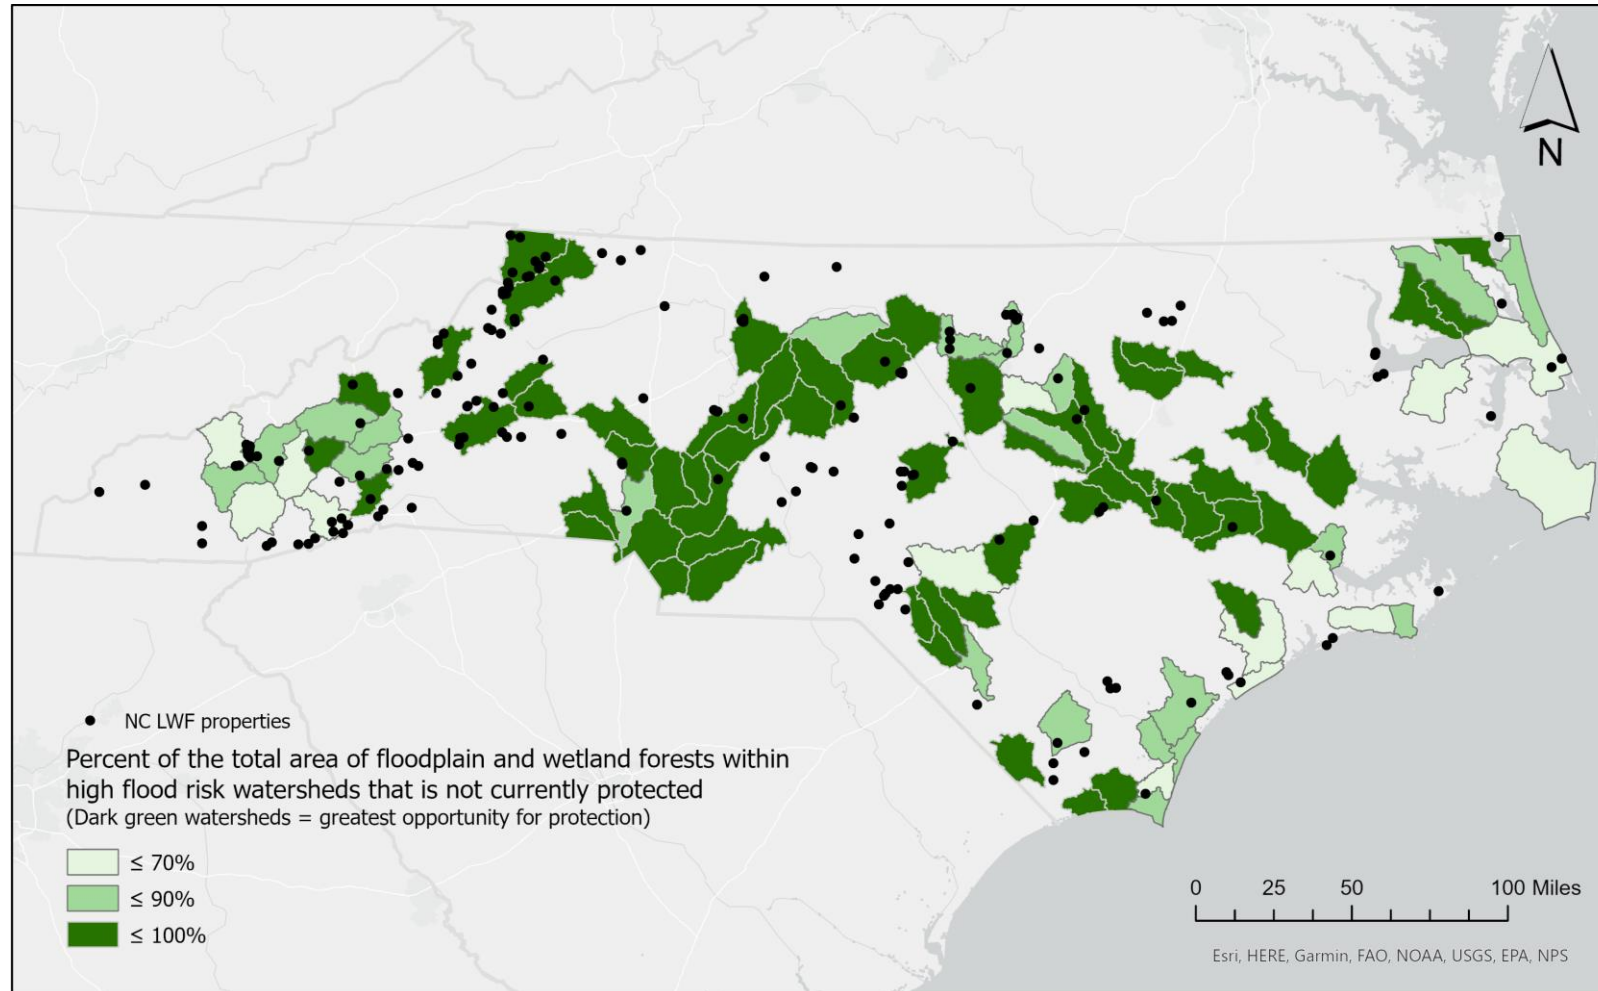 N
NC LWF properties
Percent of the total area of floodplain and wetland forests within
high flood risk watersheds that is not currently protected
(Dark green watersheds = greatest opportunity for protection)
≤ 70%
≤ 90%
≤ 100%
0 25 50 100 Miles
Esri, HERE, Garmin, FAO, NOAA, USGS, EPA, NPS